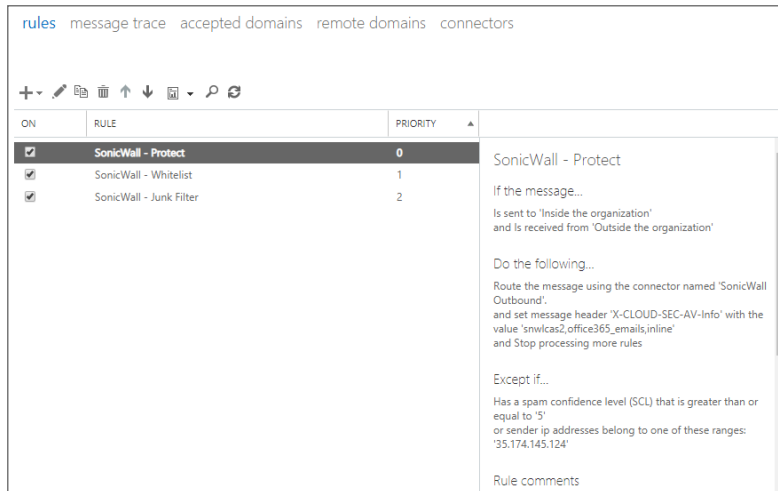 rules message trace accepted domains remote domains connectors
ON RULE PRIORITY
SonicWall - Protect 0
SonicWall - Whitelist 1
SonicWall - Junk Filter 2
SonicWall - Protect
If the message...
Is sent to 'Inside the organization'
and Is received from 'Outside the organization'
Do the following...
Route the message using the connector named 'SonicWall
Outbound'.
and set message header 'X-CLOUD-SEC-AV-Info' with the
value 'snwlcas2,office365_emails,inline'
and Stop processing more rules
Except if...
Has a spam confidence level (SCL) that is greater than or
equal to '5'
or sender ip addresses belong to one of these ranges:
'35.174.145.124'
Rule comments